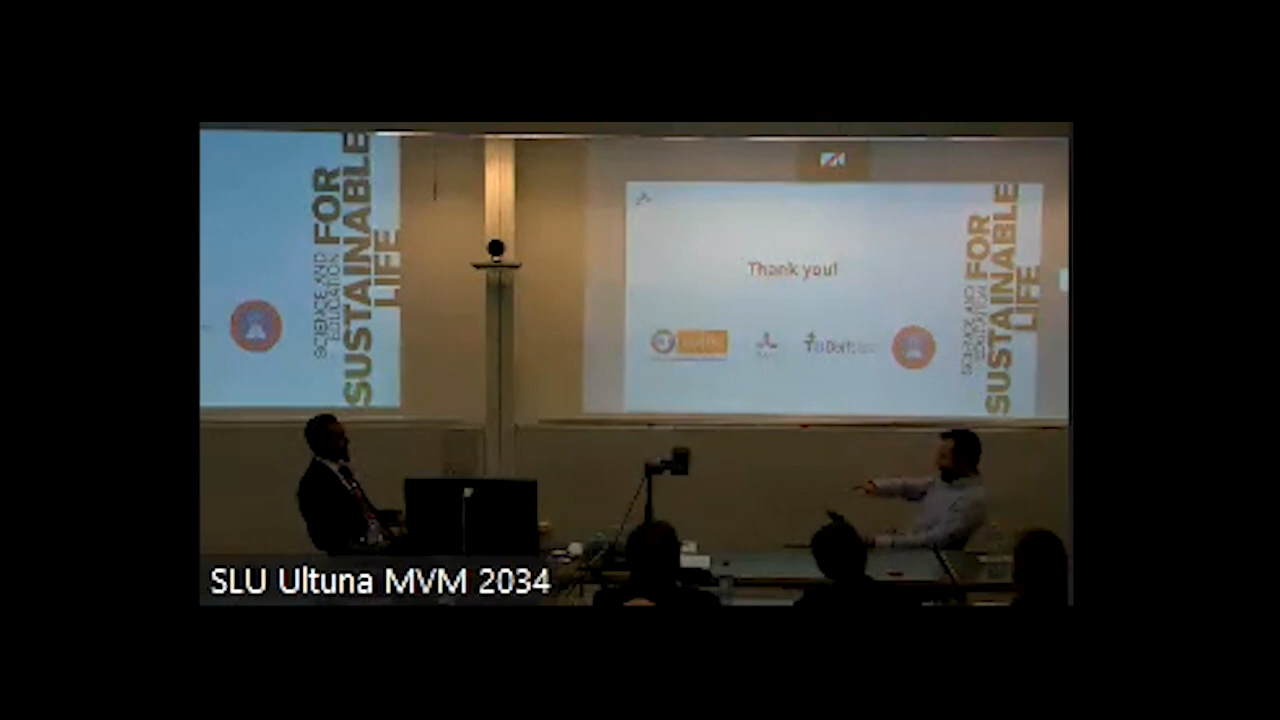 SCIENCE AND
EDUCATION
FOR
SUSTAINABLE
LIFE
Thank you!
SCIENCE AND
EDUCATION
FOR
SUSTAINABLE
LIFE
SLU Ultuna MVM 2034